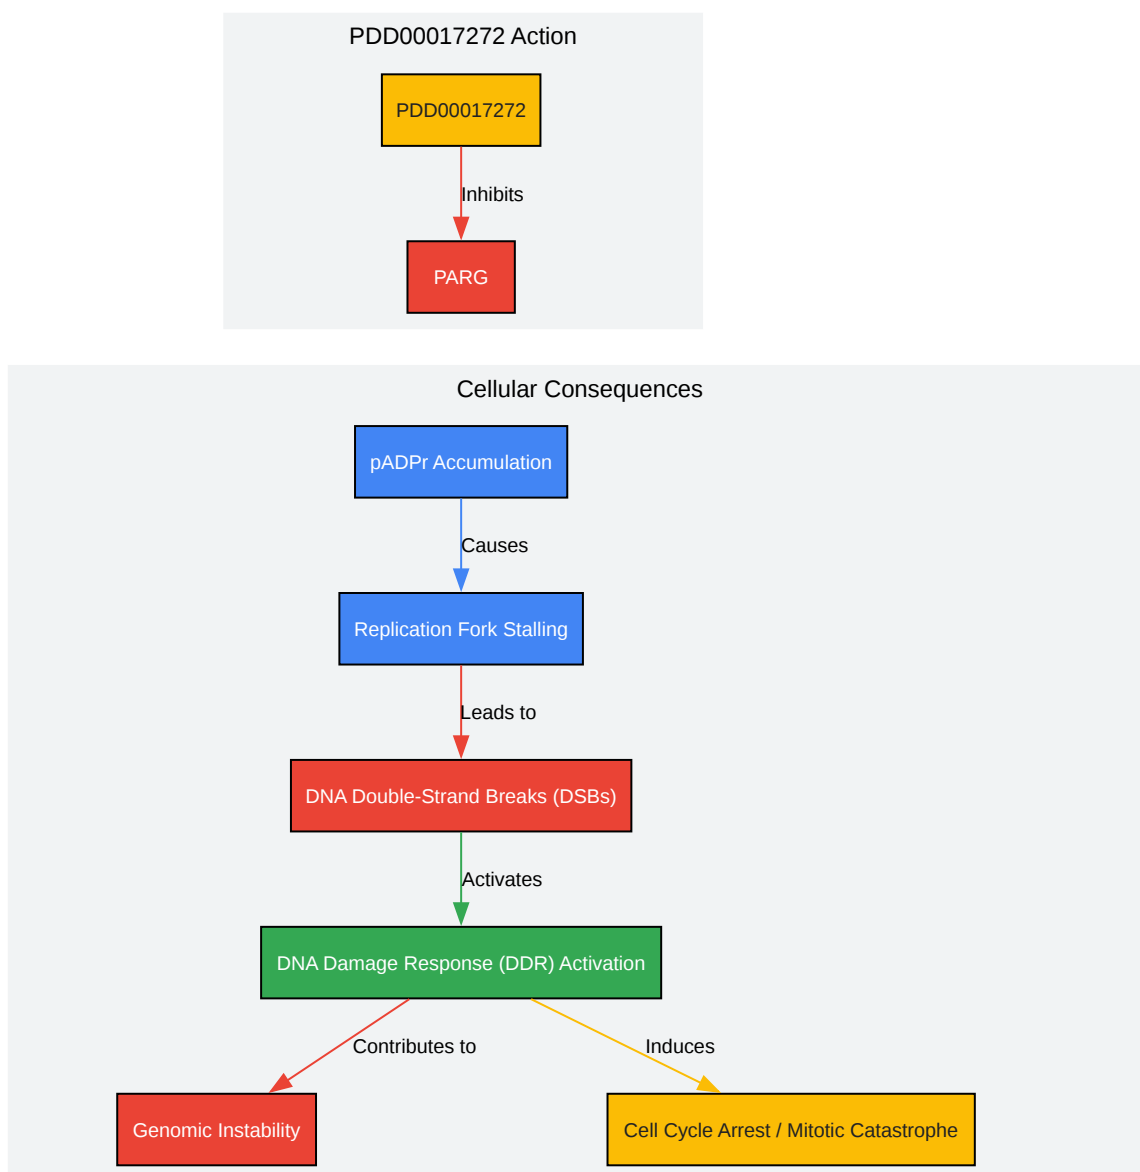 PDD00017272 Action
PDD00017272
Inhibits
PARG
Cellular Consequences
pADPr Accumulation
Causes
Replication Fork Stalling
Leads to
DNA Double-Strand Breaks (DSBs)
Activates
DNA Damage Response (DDR) Activation
Contributes to
Induces
Genomic Instability
Cell Cycle Arrest / Mitotic Catastrophe